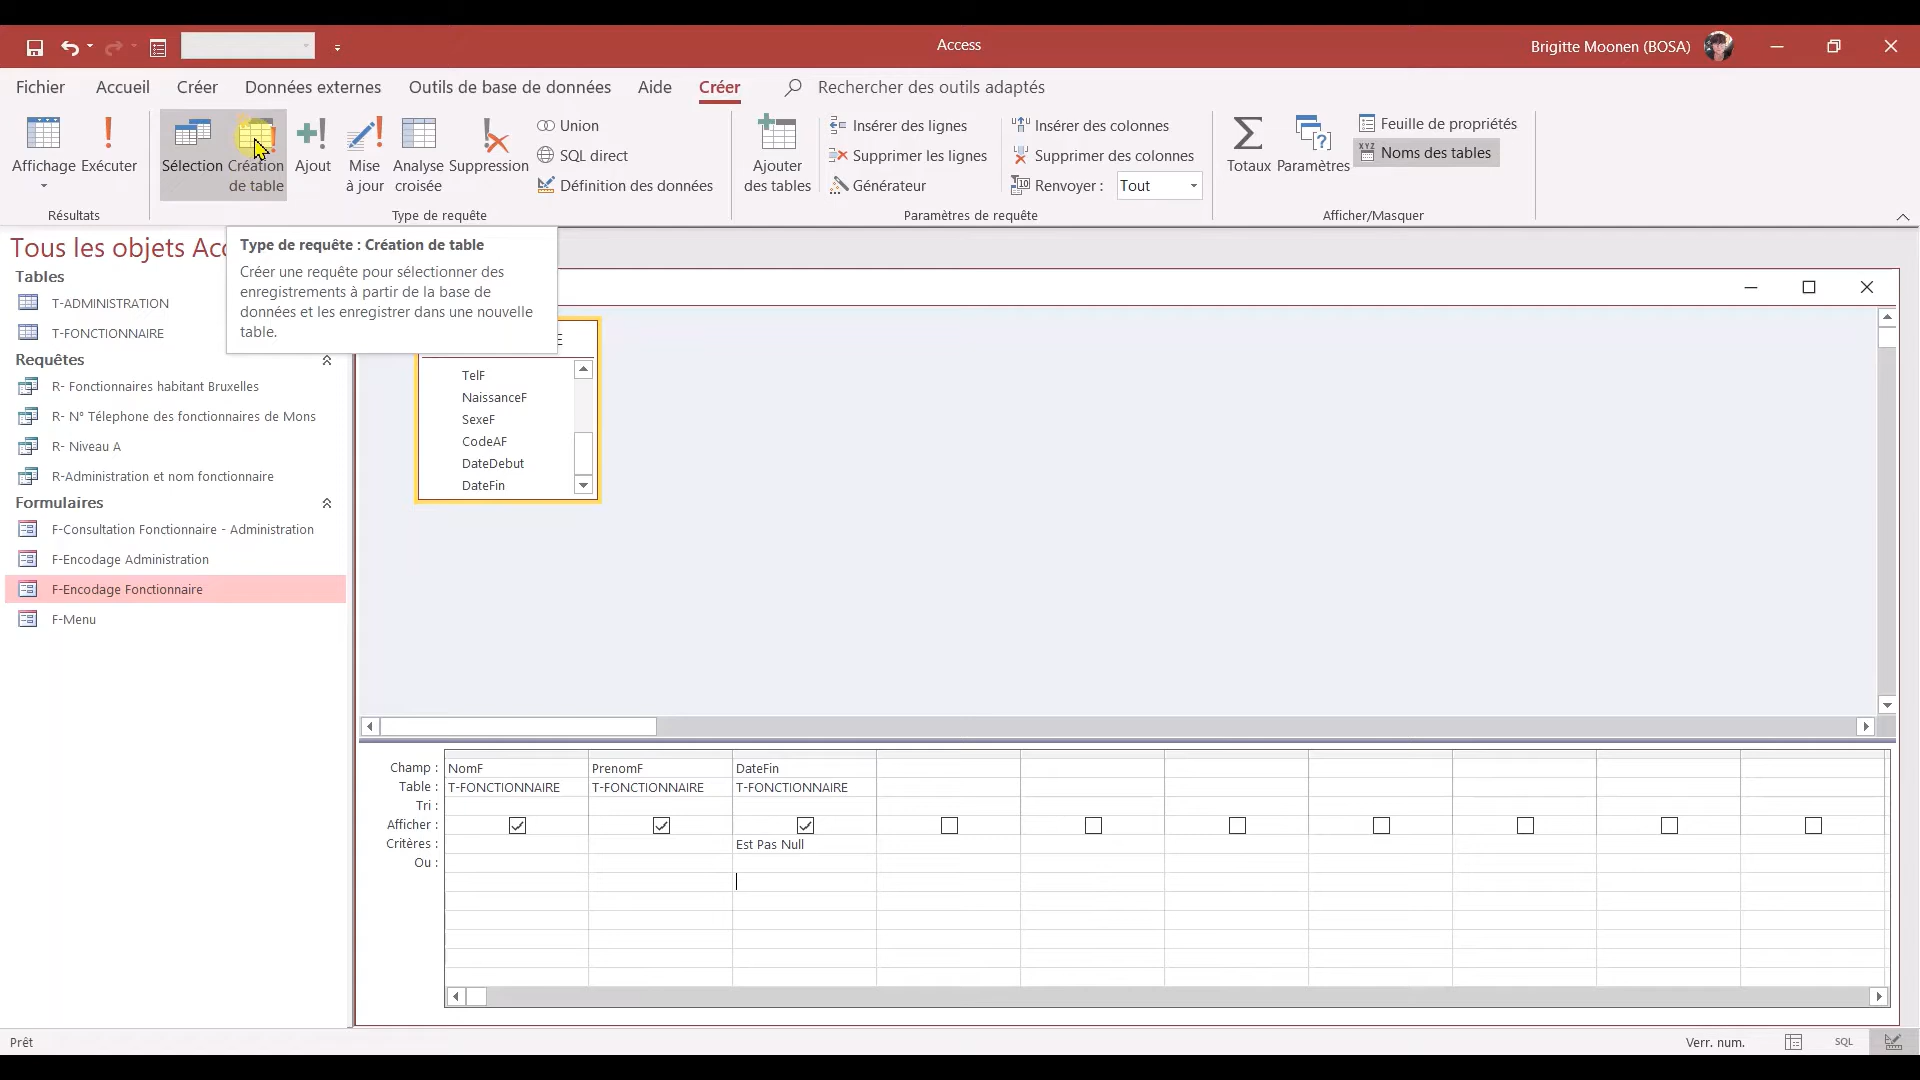 Access
Brigitte Moonen (BOSA)
Fichier Accueil Créer Données externes Outils de base de données Aide Créer Rechercher des outils adaptés
Affichage Exécuter
Résultats
Sélection Création de table Ajout Mise à jour Analyse croisée Suppression
Union
SQL direct
Définition des données
Type de requête
Ajouter des tables
Insérer des lignes
Supprimer les lignes
Générateur
Insérer des colonnes
Supprimer des colonnes
Renvoyer : Tout
Paramètres de requête
Totaux Paramètres
Feuille de propriétés
Noms des tables
Afficher/Masquer
Type de requête : Création de table
Créer une requête pour sélectionner des
enregistrements à partir de la base de
données et les enregistrer dans une nouvelle
table.
Tous les objets Acc
Tables
T-ADMINISTRATION
T-FONCTIONNAIRE
Requêtes
R- Fonctionnaires habitant Bruxelles
R- N° Télephone des fonctionnaires de Mons
R- Niveau A
R-Administration et nom fonctionnaire
Formulaires
F-Consultation Fonctionnaire - Administration
F-Encodage Administration
F-Encodage Fonctionnaire
F-Menu
E
TelF
NaissanceF
SexeF
CodeAF
DateDebut
DateFin
Champ : NomF PrenomF DateFin
Table : T-FONCTIONNAIRE T-FONCTIONNAIRE T-FONCTIONNAIRE
Tri :
Afficher :
Critères : Est Pas Null
Ou :
Prêt
Verr. num.
SQL